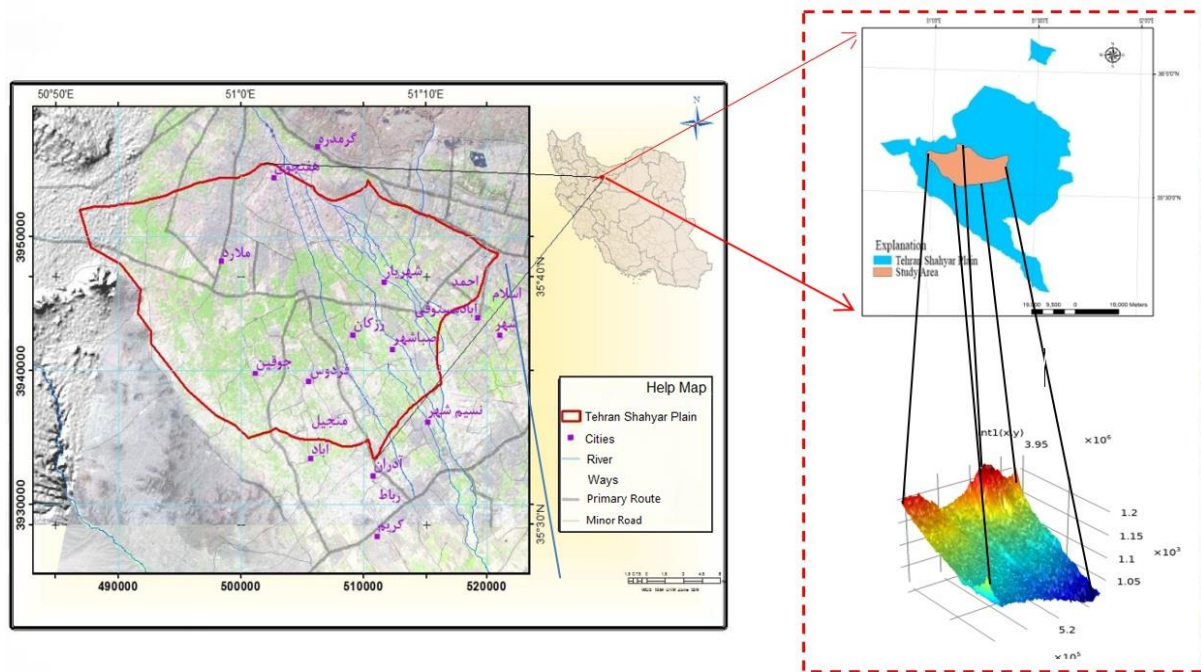 50°50'E
51°0'E
51°10'E
3950000
3940000
3930000
490000
500000
510000
520000
35°40'N
35°30'N
گرمدره
هفتجوی
ملارد
شهریار
احمد
آبادمستوفی
اسلام
شهر
رزکان
صباشهر
جوقین
فردوس
نسیم شهر
منجیل
آباد
آدران
رباط
کریم
N
Help Map
Tehran Shahyar Plain
Cities
River
Ways
Primary Route
Minor Road
Explanation
Tehran Shahyar Plain
Study Area
19,000 9,500 0 19,000 Meters
int1(x,y)
3.95
×10⁶
1.2
1.15
1.1
1.05
×10³
5.2
×10⁵